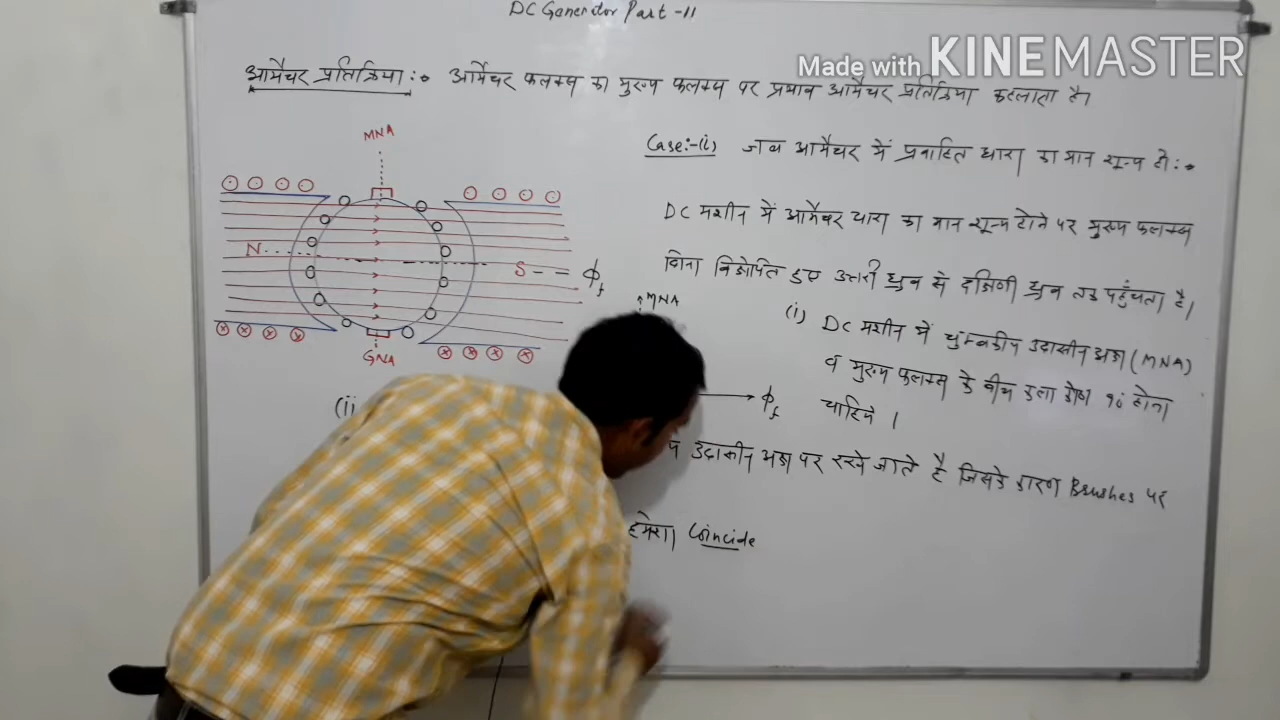 DC Generator Part-II
Made with KINEMASTER
आर्मेचर प्रतिक्रिया :- आर्मेचर फ्लक्स का मुख्य फ्लक्स पर प्रभाव आर्मेचर प्रतिक्रिया कहलाता है।
Case:-(i) जब आर्मेचर में प्रवाहित धारा का मान शून्य हो :-
MNA
DC मशीन में आर्मेचर धारा का मान शून्य होने पर मुख्य फ्लक्स
N
S
ϕf
बिना विक्षेपित हुए उत्तरी ध्रुव से दक्षिणी ध्रुव तक पहुँचता है।
MNA
GNA
(i) DC मशीन में चुम्बकीय उदासीन अक्ष (MNA)
व मुख्य फ्लक्स के बीच कला कोण 90 होना
चाहिये ।
ϕf
(ii
उदासीन अक्ष पर रखे जाते है जिसके कारण Brushes पर
हमेशा Coincide